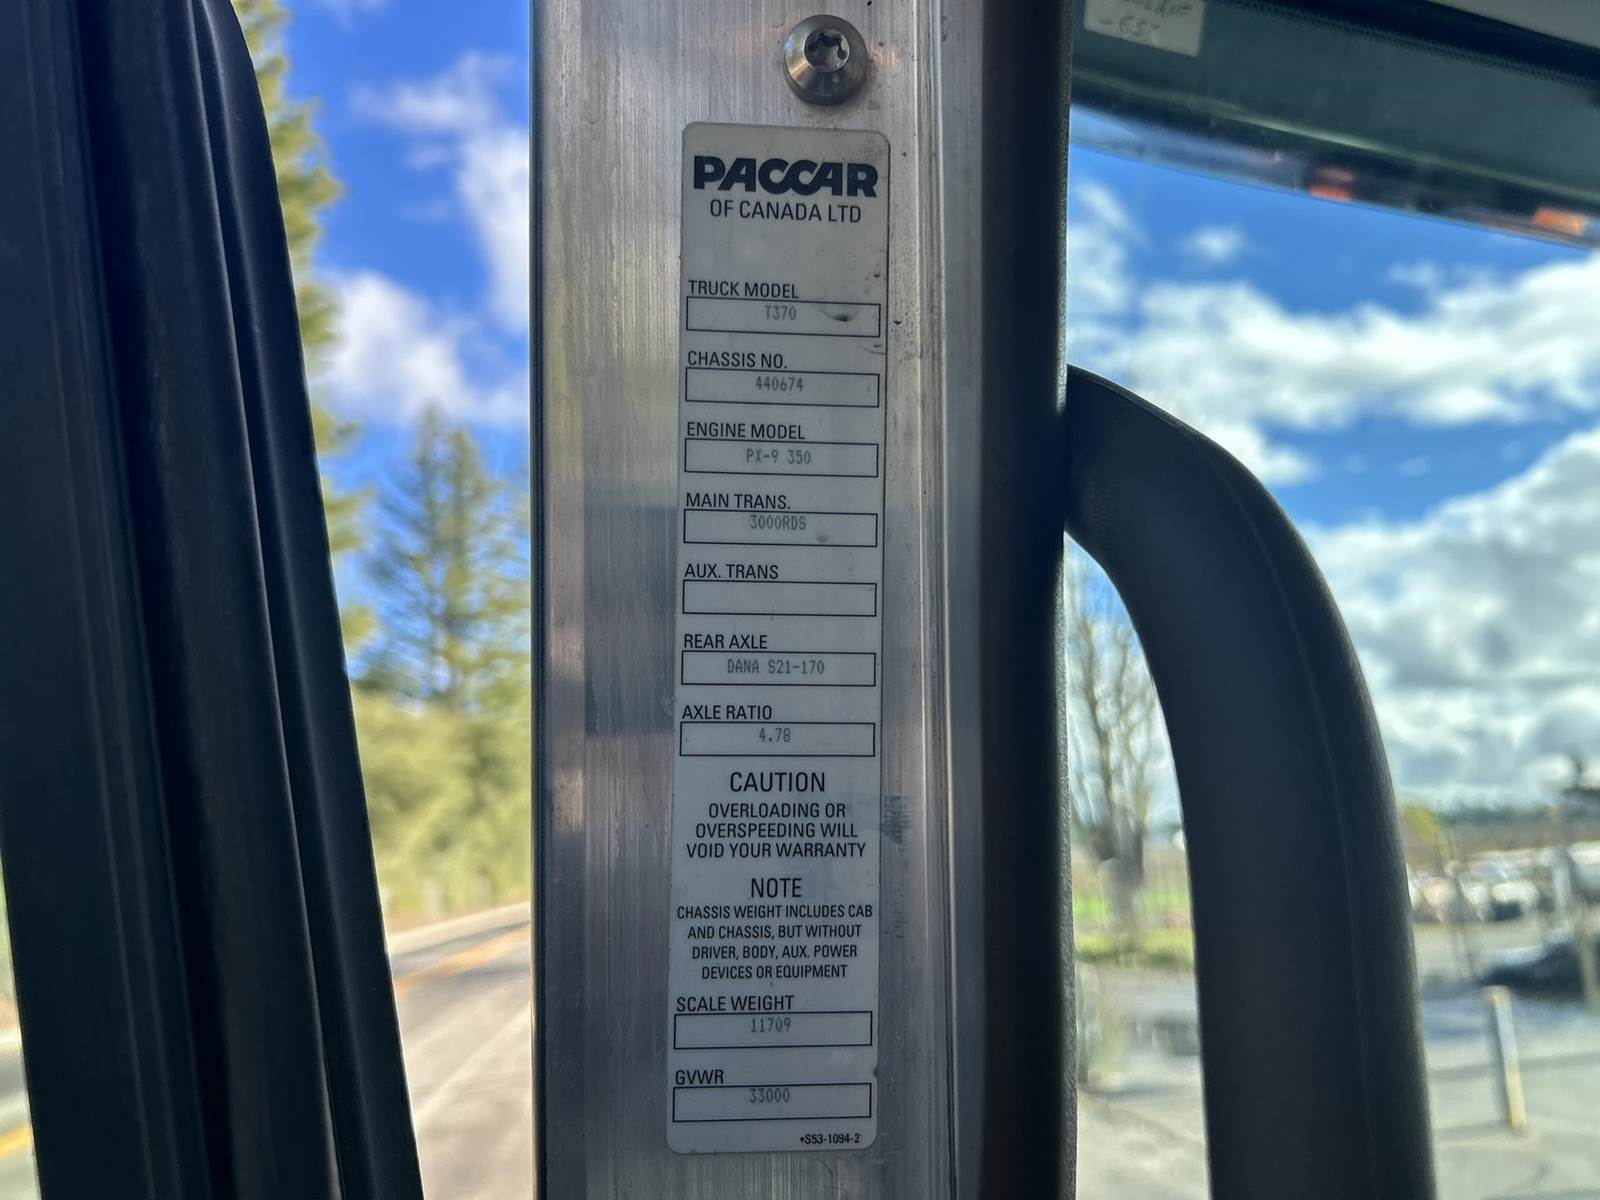 PACCAR
OF CANADA LTD
TRUCK MODEL
T370
CHASSIS NO.
440674
ENGINE MODEL
PX-9 350
MAIN TRANS.
3000RDS
AUX. TRANS
REAR AXLE
DANA S21-170
AXLE RATIO
4.78
CAUTION
OVERLOADING OR
OVERSPEEDING WILL
VOID YOUR WARRANTY
NOTE
CHASSIS WEIGHT INCLUDES CAB
AND CHASSIS, BUT WITHOUT
DRIVER, BODY, AUX. POWER
DEVICES OR EQUIPMENT
SCALE WEIGHT
11709
GVWR
33000
•S53-1094-2